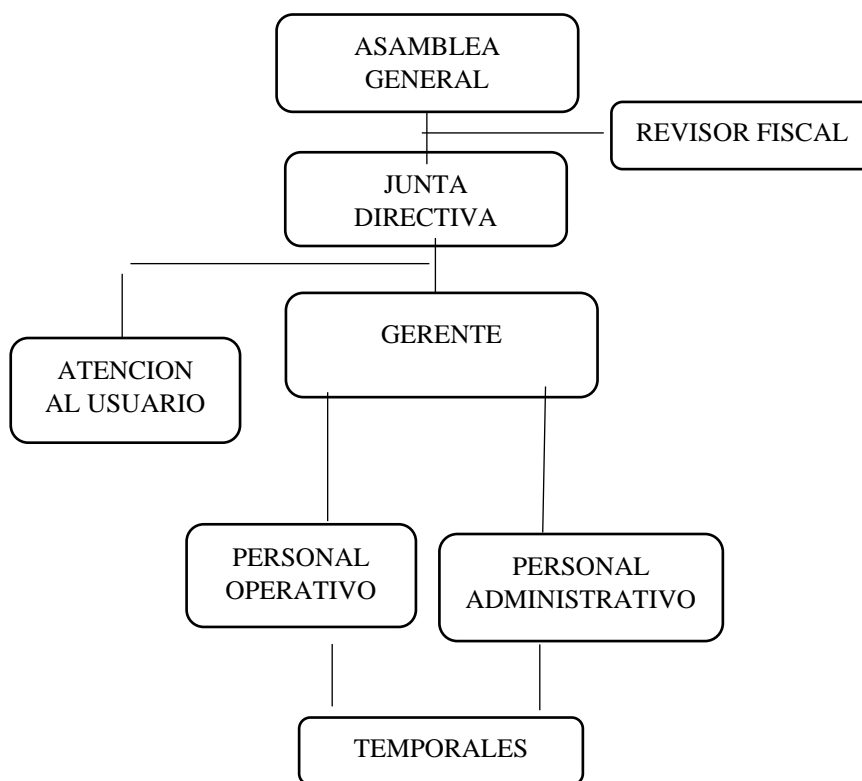 ASAMBLEA
GENERAL
REVISOR FISCAL
JUNTA
DIRECTIVA
GERENTE
ATENCION
AL USUARIO
PERSONAL
OPERATIVO
PERSONAL
ADMINISTRATIVO
TEMPORALES